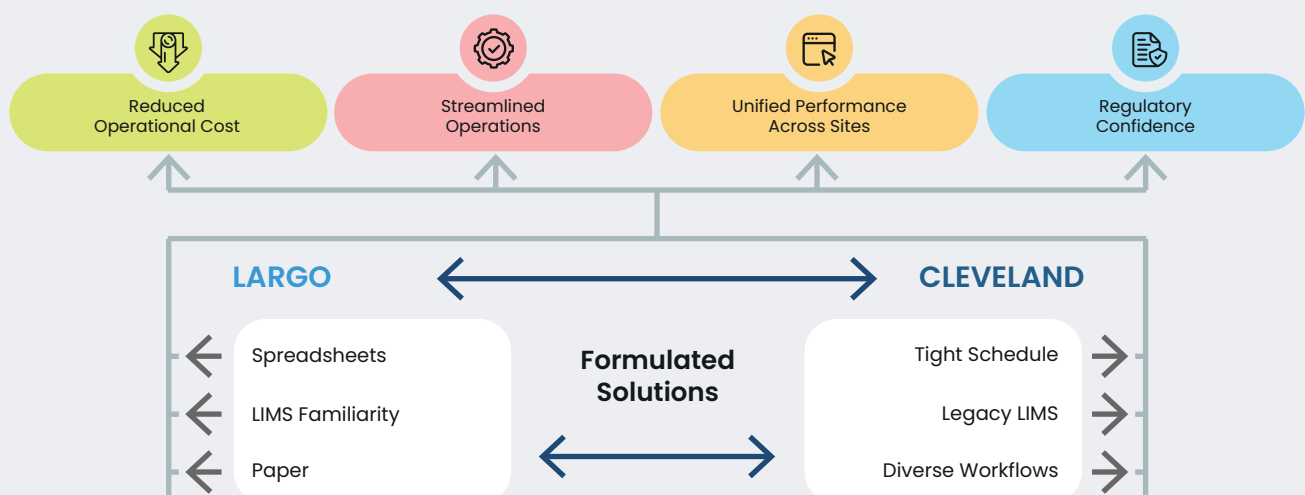 Reduced
Operational Cost
Streamlined
Operations
Unified Performance
Across Sites
Regulatory
Confidence
LARGO
CLEVELAND
Spreadsheets
LIMS Familiarity
Paper
Formulated
Solutions
Tight Schedule
Legacy LIMS
Diverse Workflows